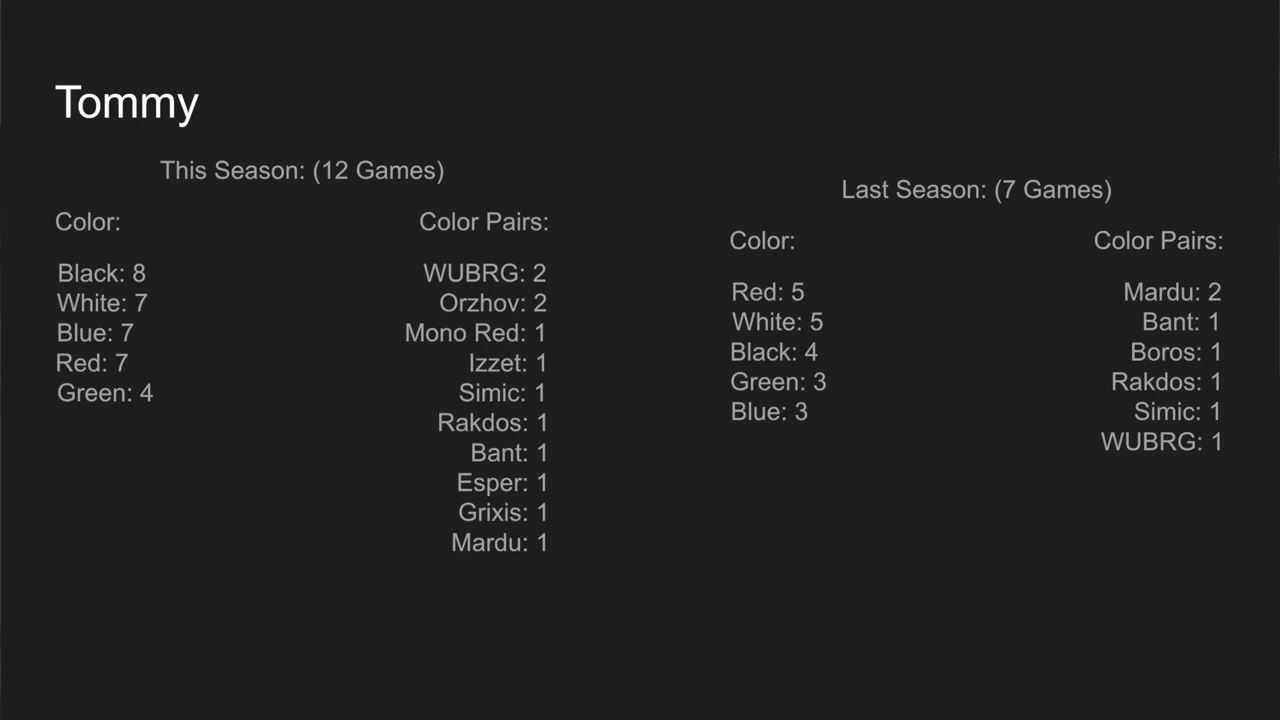 Tommy
This Season: (12 Games)
Color:
Black: 8
White: 7
Blue: 7
Red: 7
Green: 4
Color Pairs:
WUBRG: 2
Orzhov: 2
Mono Red: 1
Izzet: 1
Simic: 1
Rakdos: 1
Bant: 1
Esper: 1
Grixis: 1
Mardu: 1
Last Season: (7 Games)
Color:
Red: 5
White: 5
Black: 4
Green: 3
Blue: 3
Color Pairs:
Mardu: 2
Bant: 1
Boros: 1
Rakdos: 1
Simic: 1
WUBRG: 1